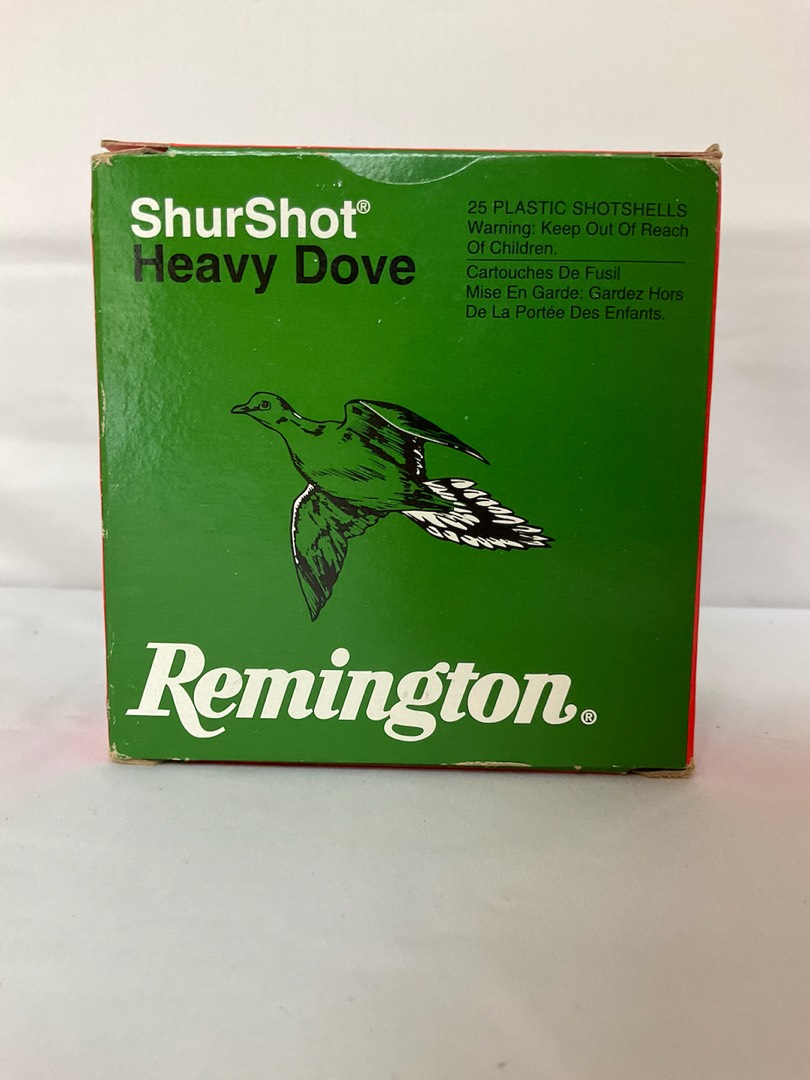 ShurShot®
Heavy Dove
25 PLASTIC SHOTSHELLS
Warning: Keep Out Of Reach
Of Children.
Cartouches De Fusil
Mise En Garde: Gardez Hors
De La Portée Des Enfants.
Remington®